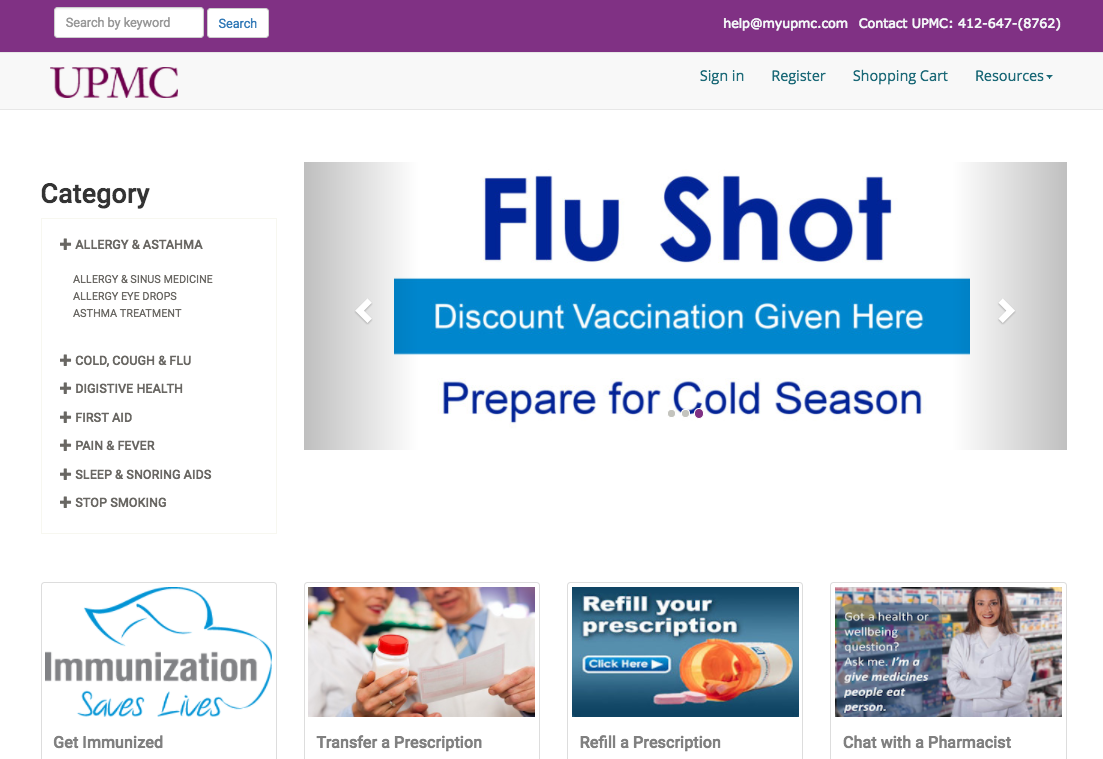 Search by keyword
Search
help@myupmc.com Contact UPMC: 412-647-(8762)
UPMC
Sign in
Register
Shopping Cart
Resources
Category
ALLERGY & ASTAHMA
ALLERGY & SINUS MEDICINE
ALLERGY EYE DROPS
ASTHMA TREATMENT
COLD, COUGH & FLU
DIGISTIVE HEALTH
FIRST AID
PAIN & FEVER
SLEEP & SNORING AIDS
STOP SMOKING
Flu Shot
Discount Vaccination Given Here
Prepare for Cold Season
Immunization
Saves Lives
Get Immunized
Transfer a Prescription
Refill your
prescription
Click Here
Refill a Prescription
Got a health or
wellbeing
question?
Ask me. I'm a
give medicines
people eat
person.
Chat with a Pharmacist